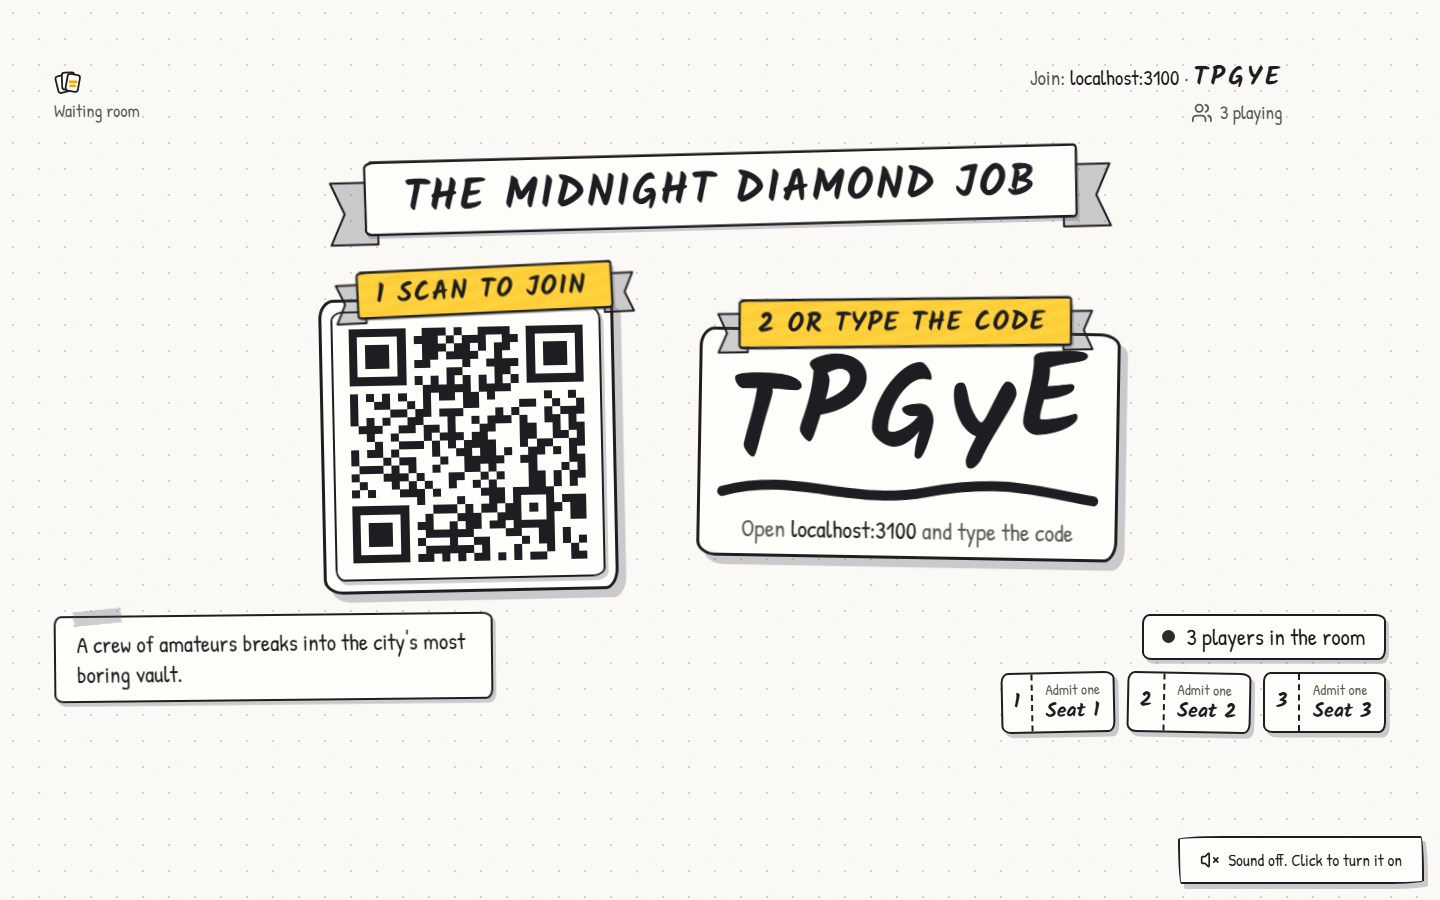 Waiting room
Join: localhost:3100 · TPGYE
3 playing
THE MIDNIGHT DIAMOND JOB
1 SCAN TO JOIN
2 OR TYPE THE CODE
TPGYE
Open localhost:3100 and type the code
A crew of amateurs breaks into the city's most
boring vault.
3 players in the room
1 Admit one
Seat 1
2 Admit one
Seat 2
3 Admit one
Seat 3
Sound off. Click to turn it on